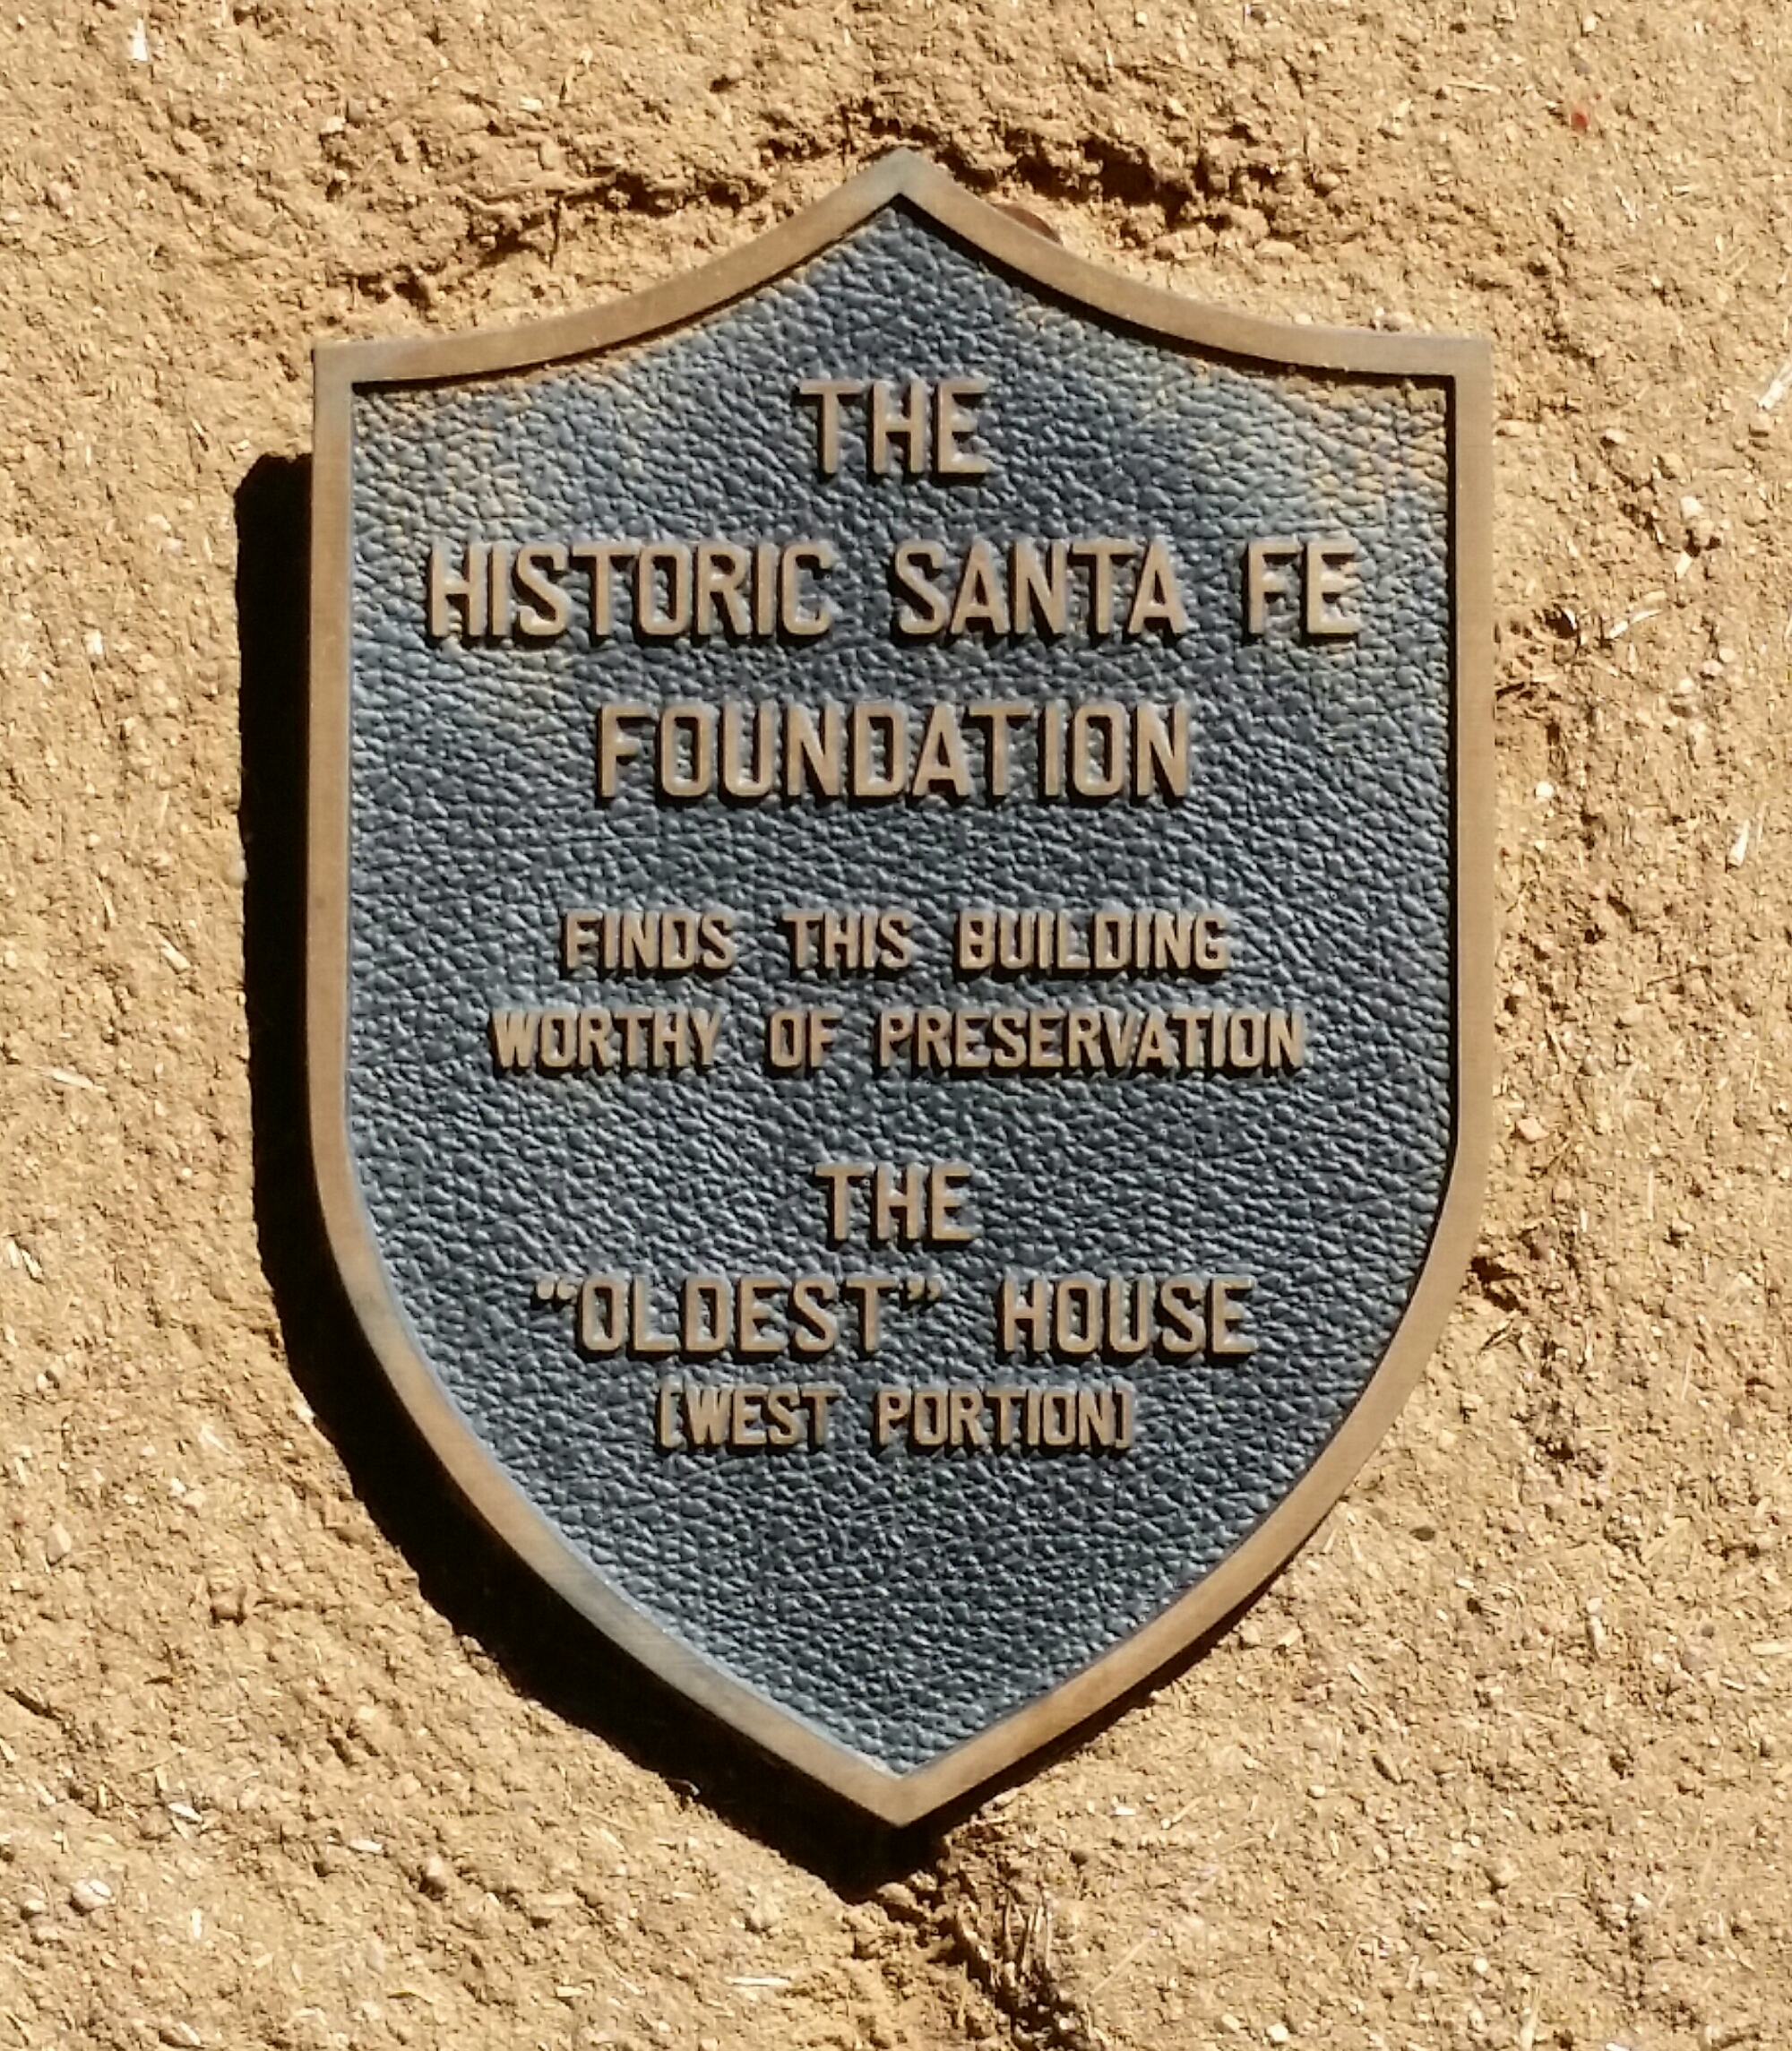 THE
HISTORIC SANTA FE
FOUNDATION
FINDS THIS BUILDING
WORTHY OF PRESERVATION
THE
“OLDEST” HOUSE
[WEST PORTION]